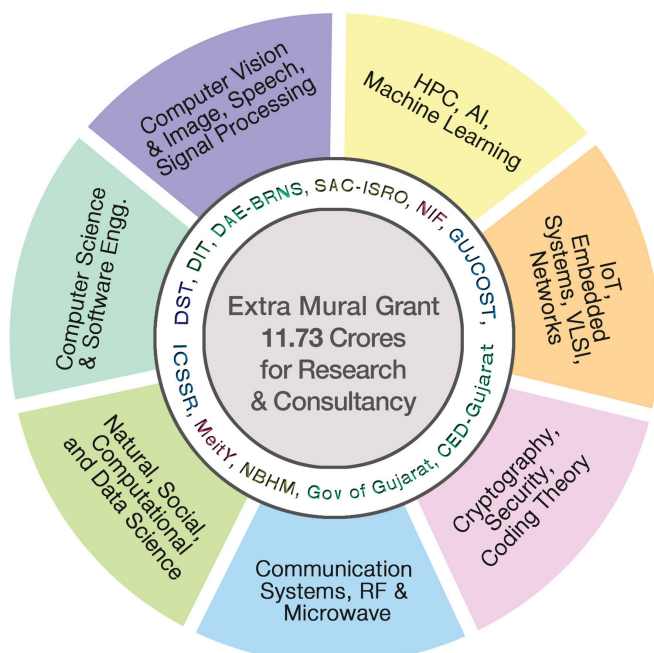 Extra Mural Grant
11.73 Crores
for Research
& Consultancy
DST, DIT, DAE-BRNS, SAC-ISRO, NIF, GUJCOST,
ICSSR, MeitY, NBHM, Gov of Gujarat, CED-Gujarat
Computer Vision
& Image, Speech,
Signal Processing
HPC, AI,
Machine Learning
IoT,
Embedded
Systems, VLSI,
Networks
Cryptography,
Security,
Coding Theory
Communication
Systems, RF &
Microwave
Natural, Social,
Computational
and Data Science
Computer Science
& Software Engg.